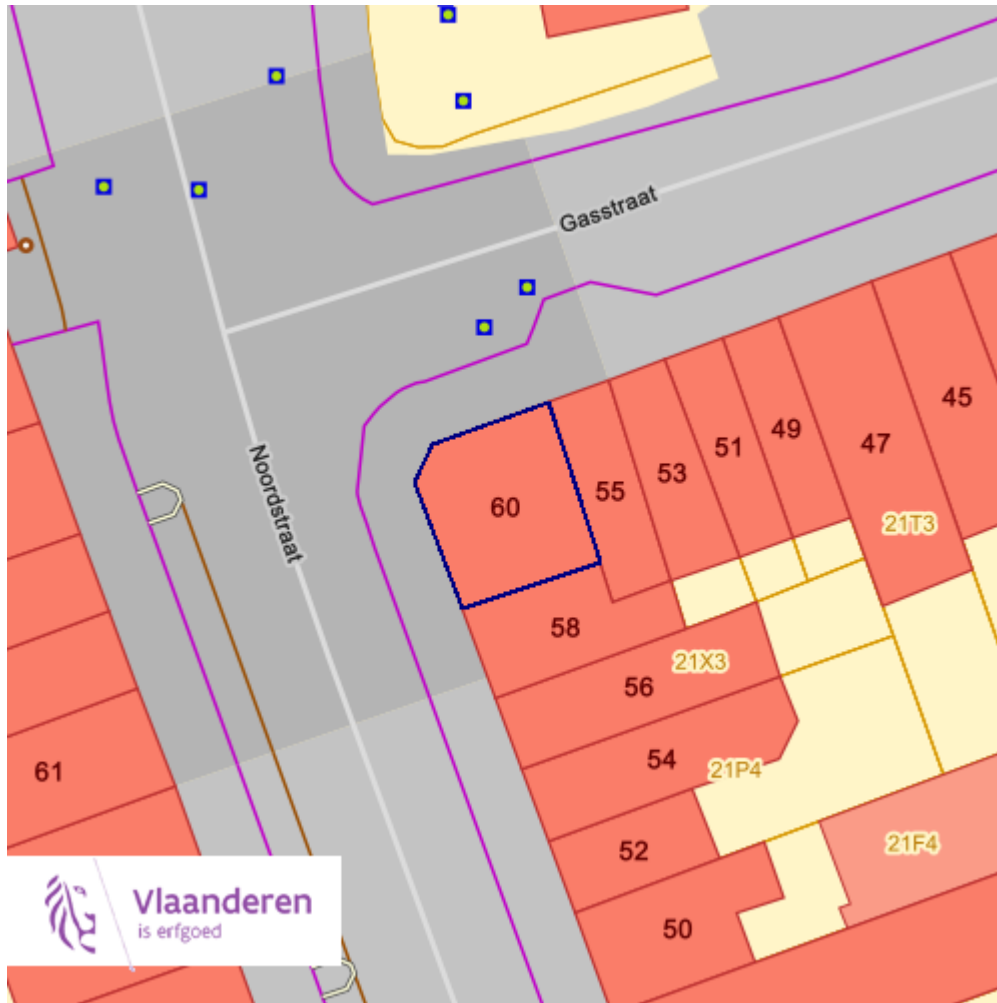 Gasstraat
Noordstraat
45
47
49
51
53
55
60
21T3
58
21X3
56
54
21P4
61
52
21F4
50
Vlaanderen
is erfgoed